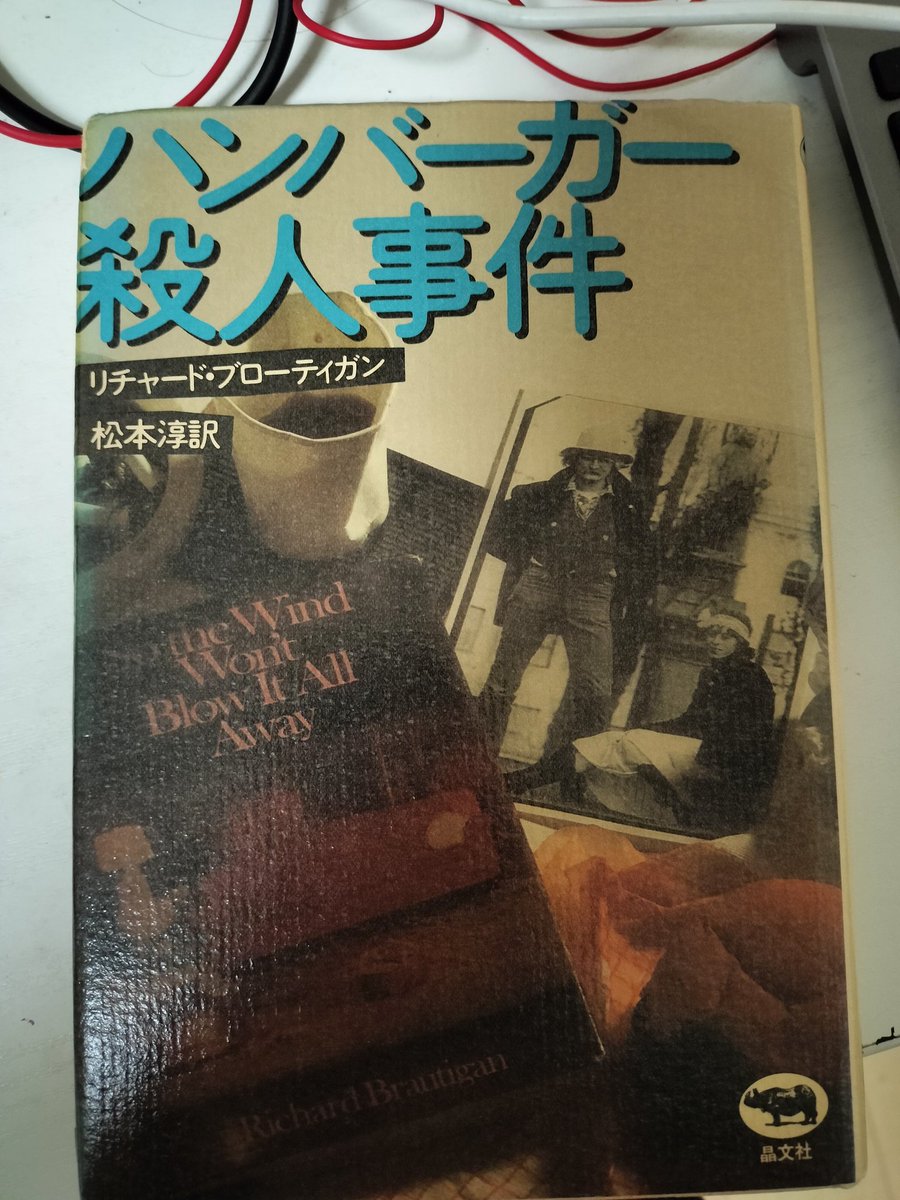 ハンバーガー
殺人事件
リチャード・ブローティガン
松本淳訳
the Wind
Won't
Blow It All
Away
Richard Brautigan
晶文社